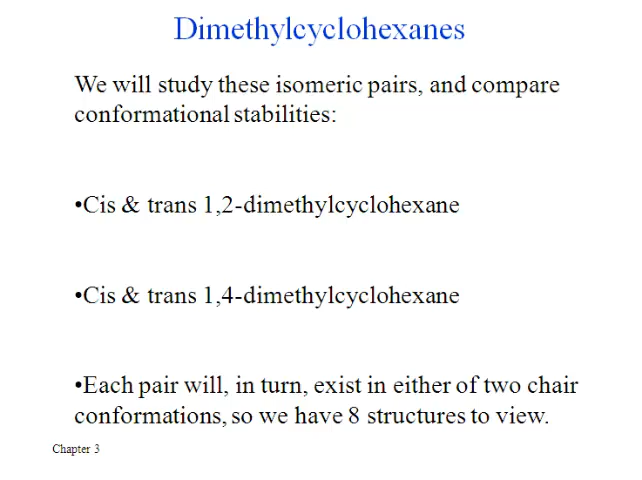 Dimethylcyclohexanes
We will study these isomeric pairs, and compare
conformational stabilities:
•Cis & trans 1,2-dimethylcyclohexane
•Cis & trans 1,4-dimethylcyclohexane
•Each pair will, in turn, exist in either of two chair
conformations, so we have 8 structures to view.
Chapter 3